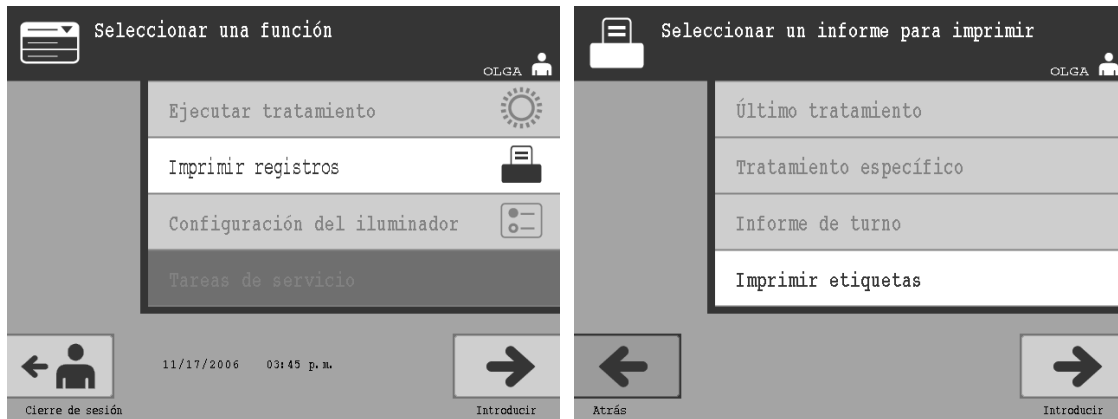 Seleccionar una función
OLGA
Ejecutar tratamiento
Imprimir registros
Configuración del iluminador
Tareas de servicio
11/17/2006 03:45 p.m.
Cierre de sesión
Introducir
Seleccionar un informe para imprimir
OLGA
Último tratamiento
Tratamiento específico
Informe de turno
Imprimir etiquetas
Atrás
Introducir